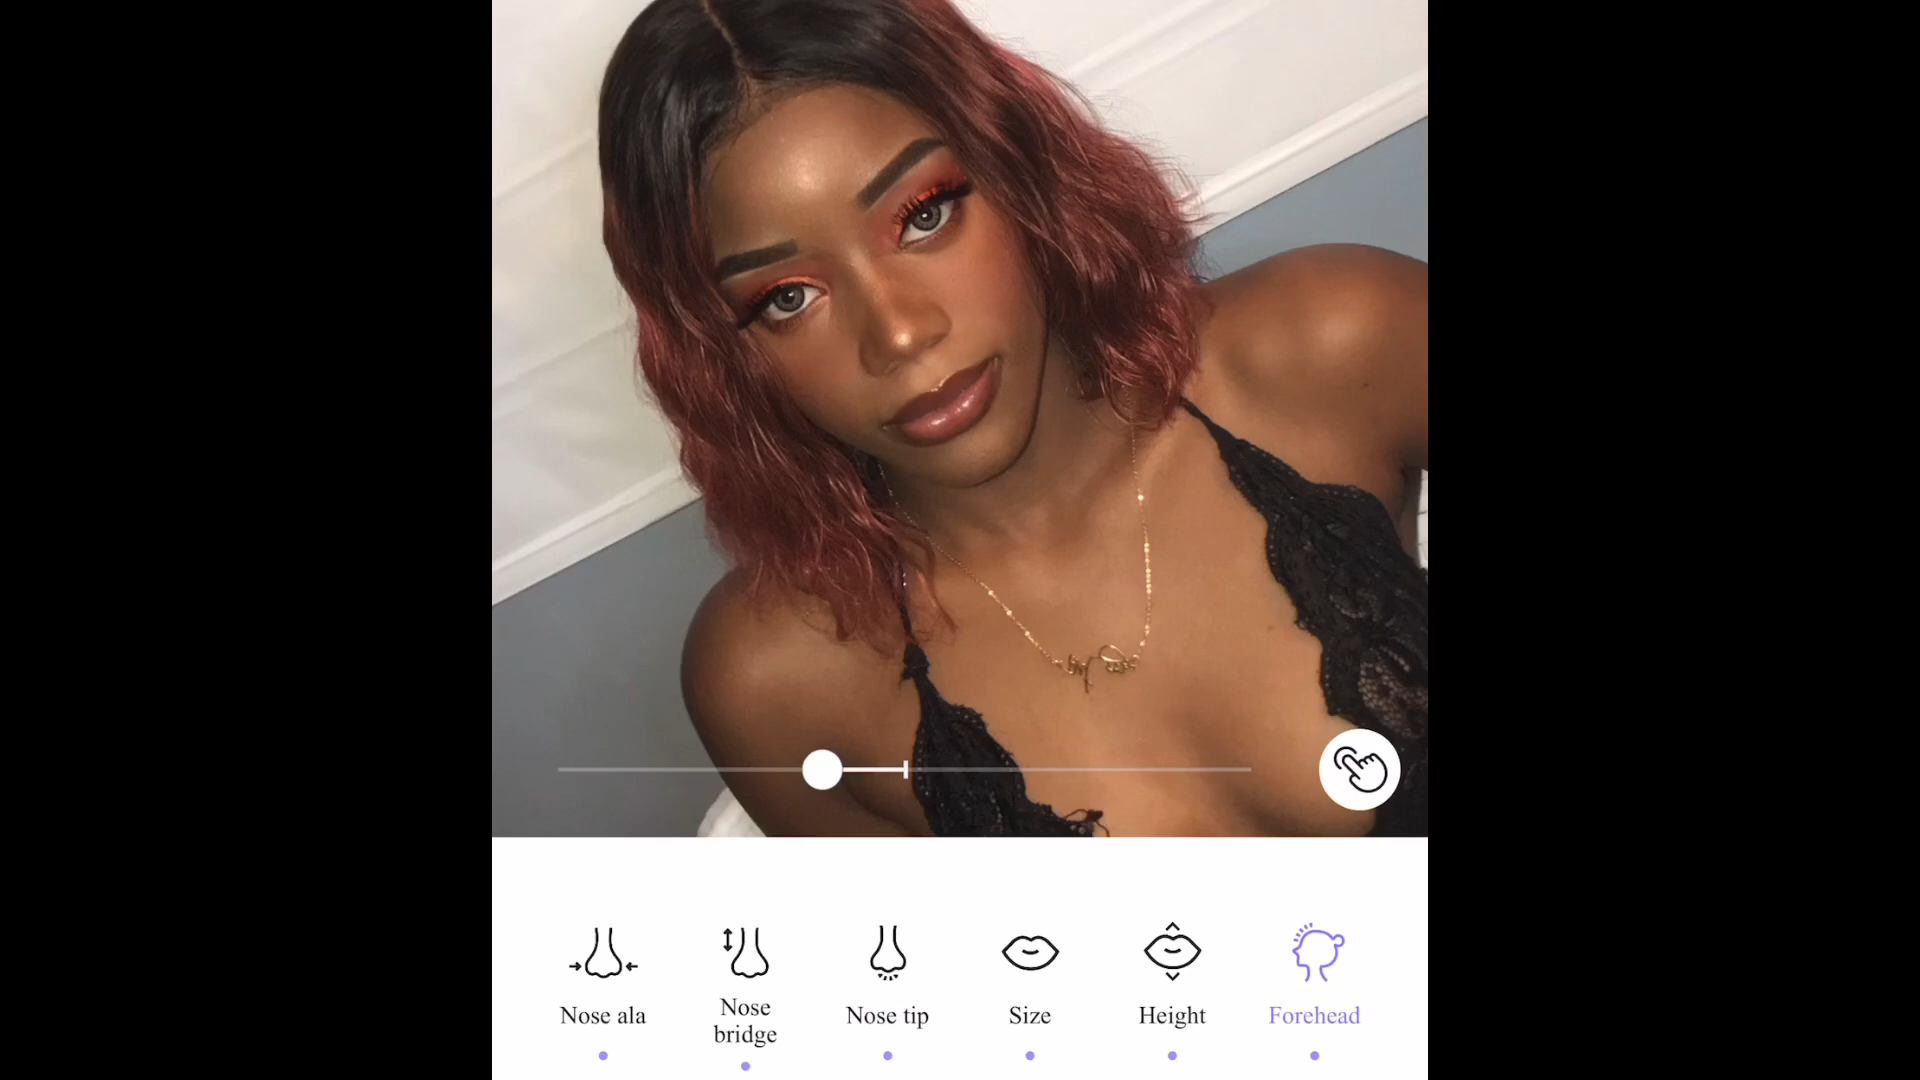 Nose ala
Nose
bridge
Nose tip
Size
Height
Forehead